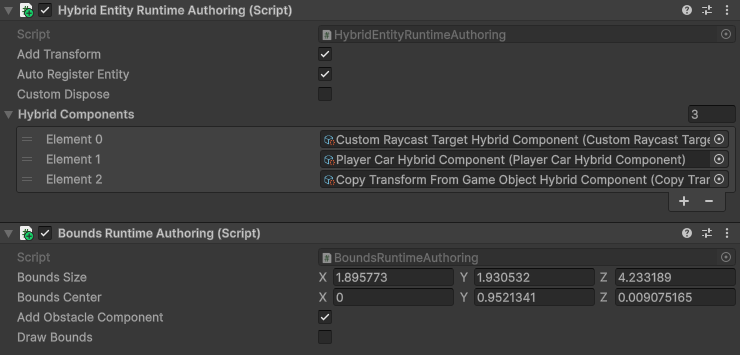 Hybrid Entity Runtime Authoring (Script)
Script HybridEntityRuntimeAuthoring
Add Transform
Auto Register Entity
Custom Dispose
Hybrid Components 3
Element 0 Custom Raycast Target Hybrid Component (Custom Raycast Targe
Element 1 Player Car Hybrid Component (Player Car Hybrid Component)
Element 2 Copy Transform From Game Object Hybrid Component (Copy Tran
+ −
Bounds Runtime Authoring (Script)
Script BoundsRuntimeAuthoring
Bounds Size X 1.895773 Y 1.930532 Z 4.233189
Bounds Center X 0 Y 0.9521341 Z 0.009075165
Add Obstacle Component
Draw Bounds